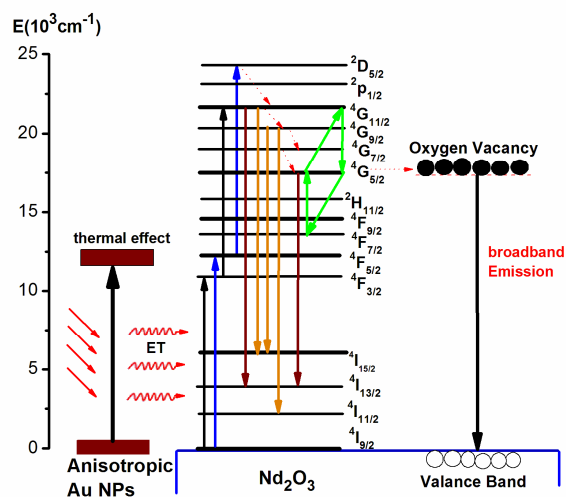 E(10³cm⁻¹)
25
20
15
10
5
0
²D₅/₂
²p₁/₂
⁴G₁₁/₂
⁴G₉/₂
⁴G₇/₂
⁴G₅/₂
²H₁₁/₂
⁴F₉/₂
⁴F₇/₂
⁴F₅/₂
⁴F₃/₂
⁴I₁₅/₂
⁴I₁₃/₂
⁴I₁₁/₂
⁴I₉/₂
thermal effect
ET
Anisotropic
Au NPs
Nd₂O₃
Oxygen Vacancy
broadband
Emission
Valance Band